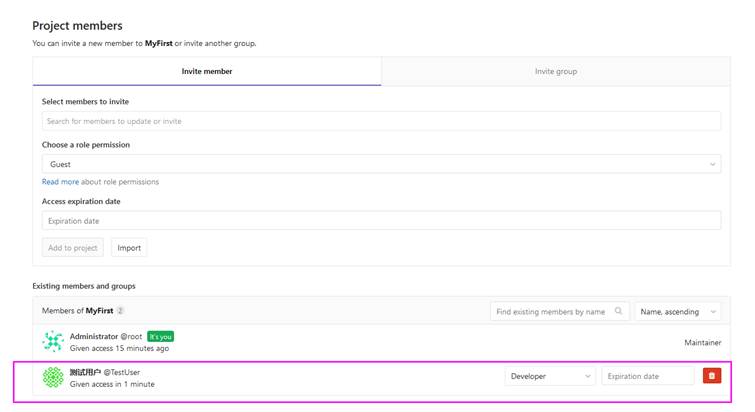 Project members
You can invite a new member to MyFirst or invite another group.
Invite member
Invite group
Select members to invite
Search for members to update or invite
Choose a role permission
Guest
Read more about role permissions
Access expiration date
Expiration date
Add to project
Import
Existing members and groups
Members of MyFirst 2
Find existing members by name
Name, ascending
Administrator @root It's you
Given access 15 minutes ago
Maintainer
测试用户 @TestUser
Given access in 1 minute
Developer
Expiration date